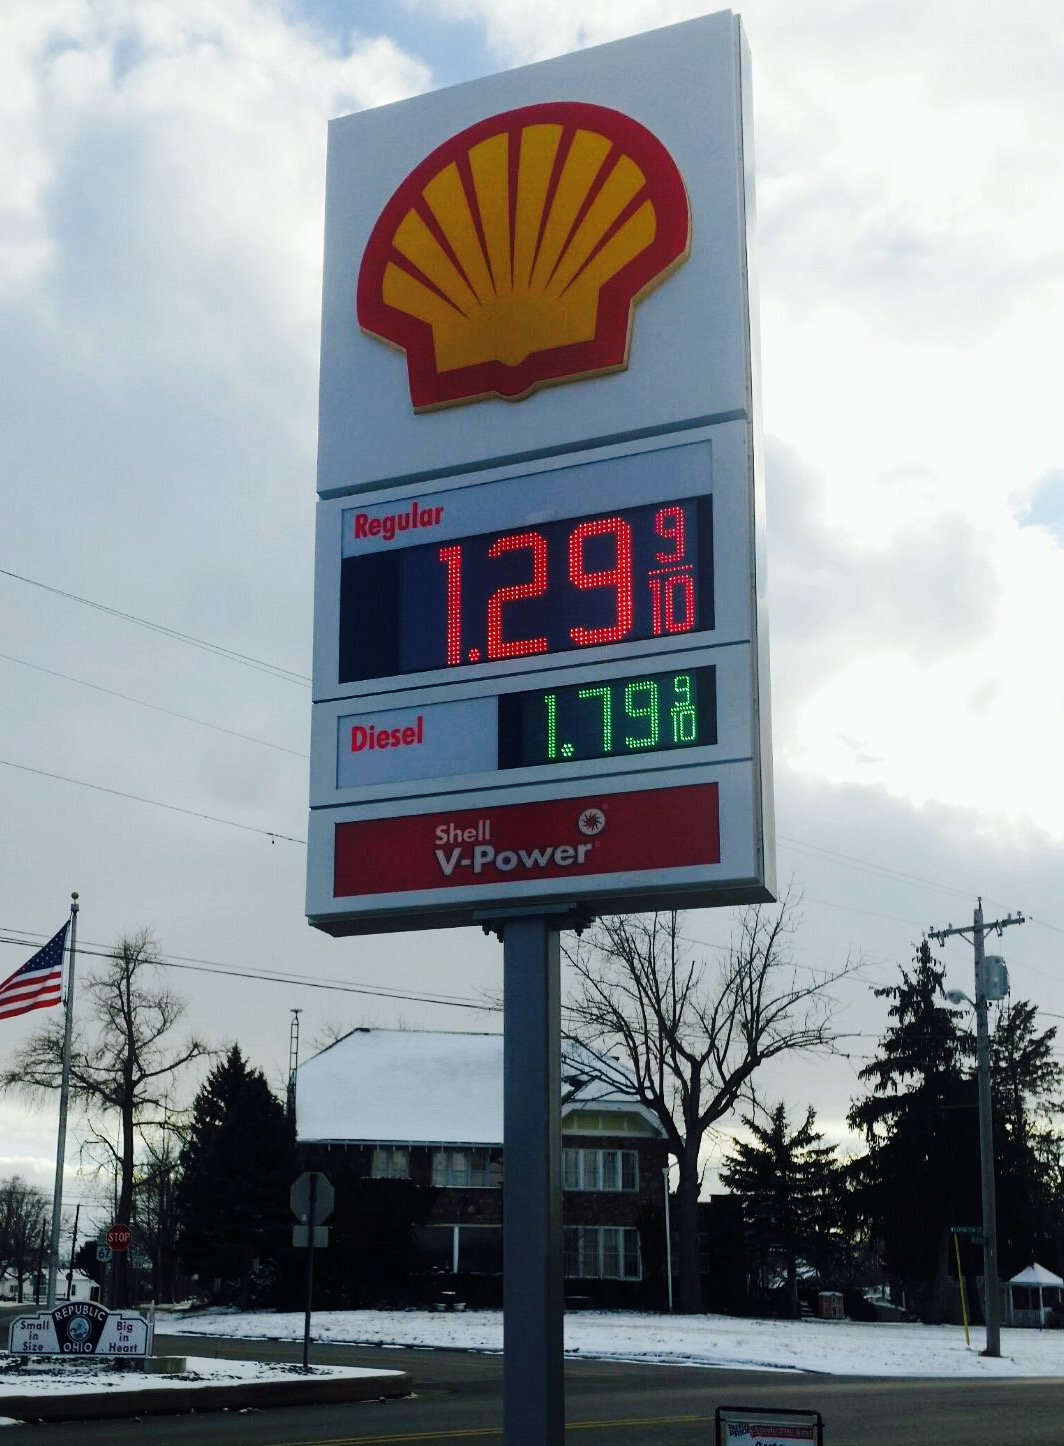 Regular
1.29 9/10
Diesel
1.79 9/10
Shell
V-Power
STOP
67
REPUBLIC
OHIO
Small
in
Size
Big
in
Heart